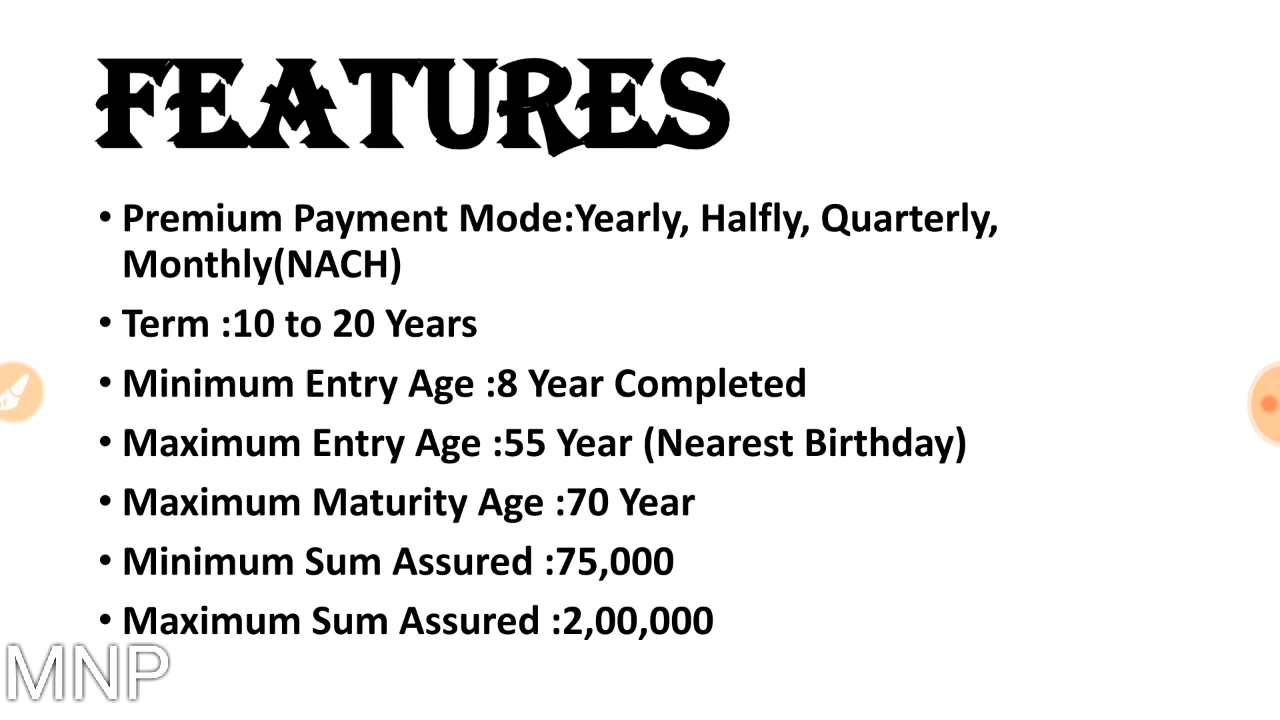 FEATURES
• Premium Payment Mode:Yearly, Halfly, Quarterly,
Monthly(NACH)
• Term :10 to 20 Years
• Minimum Entry Age :8 Year Completed
• Maximum Entry Age :55 Year (Nearest Birthday)
• Maximum Maturity Age :70 Year
• Minimum Sum Assured :75,000
• Maximum Sum Assured :2,00,000
MNP